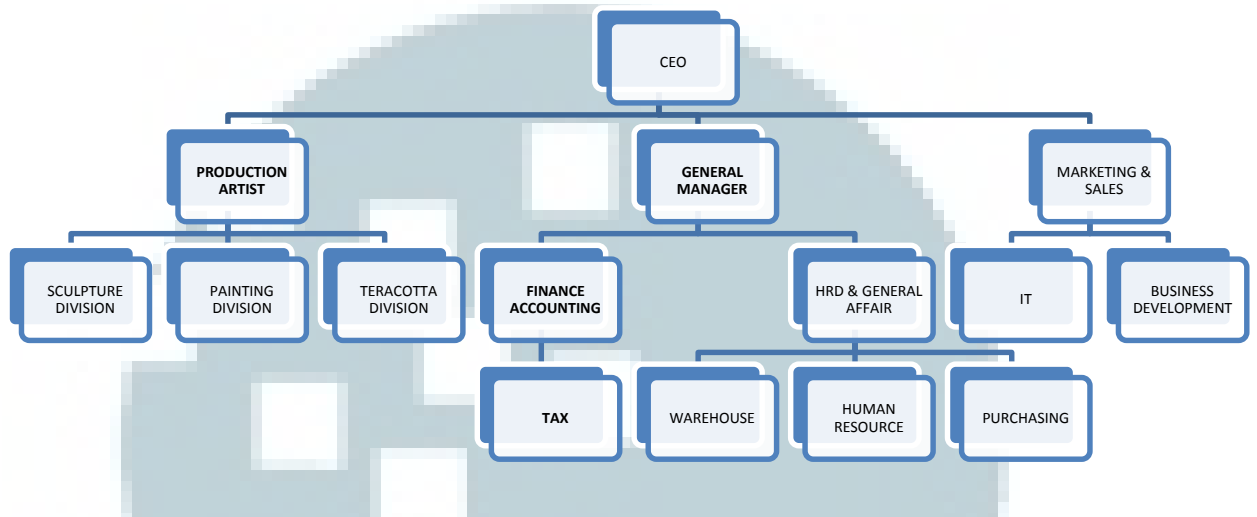 CEO
PRODUCTION
ARTIST
GENERAL
MANAGER
MARKETING &
SALES
SCULPTURE
DIVISION
PAINTING
DIVISION
TERACOTTA
DIVISION
FINANCE
ACCOUNTING
HRD & GENERAL
AFFAIR
IT
BUSINESS
DEVELOPMENT
TAX
WAREHOUSE
HUMAN
RESOURCE
PURCHASING